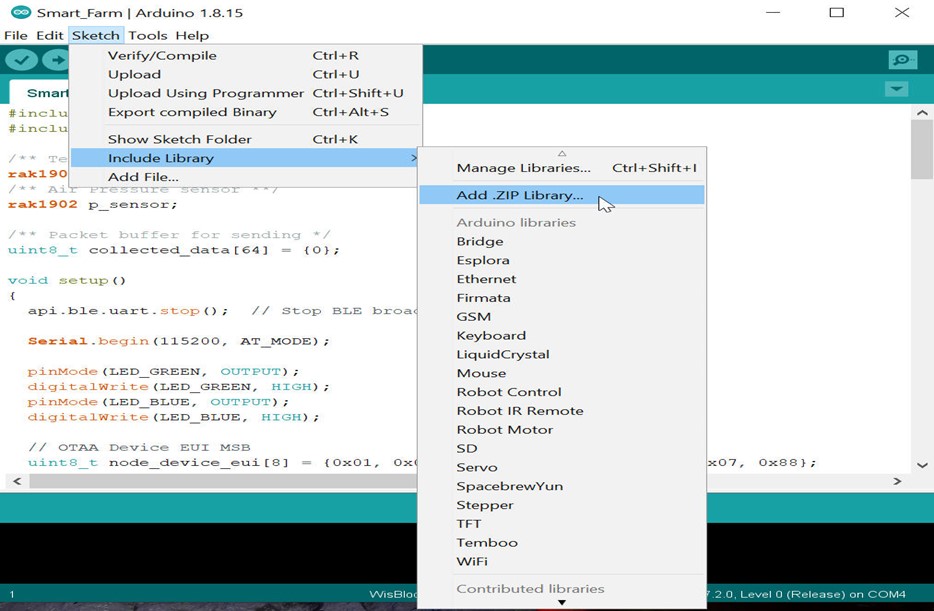 Smart_Farm | Arduino 1.8.15
File Edit Sketch Tools Help
Verify/Compile Ctrl+R
Upload Ctrl+U
Upload Using Programmer Ctrl+Shift+U
Export compiled Binary Ctrl+Alt+S
Show Sketch Folder Ctrl+K
Include Library >
Add File...
Manage Libraries... Ctrl+Shift+I
Add .ZIP Library...
Arduino libraries
Bridge
Esplora
Ethernet
Firmata
GSM
Keyboard
LiquidCrystal
Mouse
Robot Control
Robot IR Remote
Robot Motor
SD
Servo
SpacebrewYun
Stepper
TFT
Temboo
WiFi
Contributed libraries
Smart
#inclu
#inclu
/** Te
rak190
/** Air Pressure sensor **/
rak1902 p_sensor;
/** Packet buffer for sending */
uint8_t collected_data[64] = {0};
void setup()
{
api.ble.uart.stop(); // Stop BLE broad
Serial.begin(115200, AT_MODE);
pinMode(LED_GREEN, OUTPUT);
digitalWrite(LED_GREEN, HIGH);
pinMode(LED_BLUE, OUTPUT);
digitalWrite(LED_BLUE, HIGH);
// OTAA Device EUI MSB
uint8_t node_device_eui[8] = {0x01, 0x0 x07, 0x88};
1 WisBloc 7.2.0, Level 0 (Release) on COM4